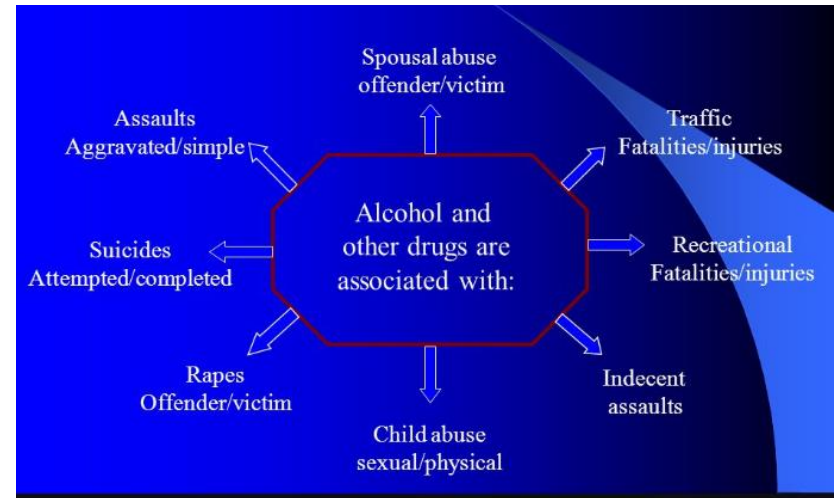 Spousal abuse
offender/victim
Assaults
Aggravated/simple
Traffic
Fatalities/injuries
Alcohol and
other drugs are
associated with:
Suicides
Attempted/completed
Recreational
Fatalities/injuries
Rapes
Offender/victim
Indecent
assaults
Child abuse
sexual/physical